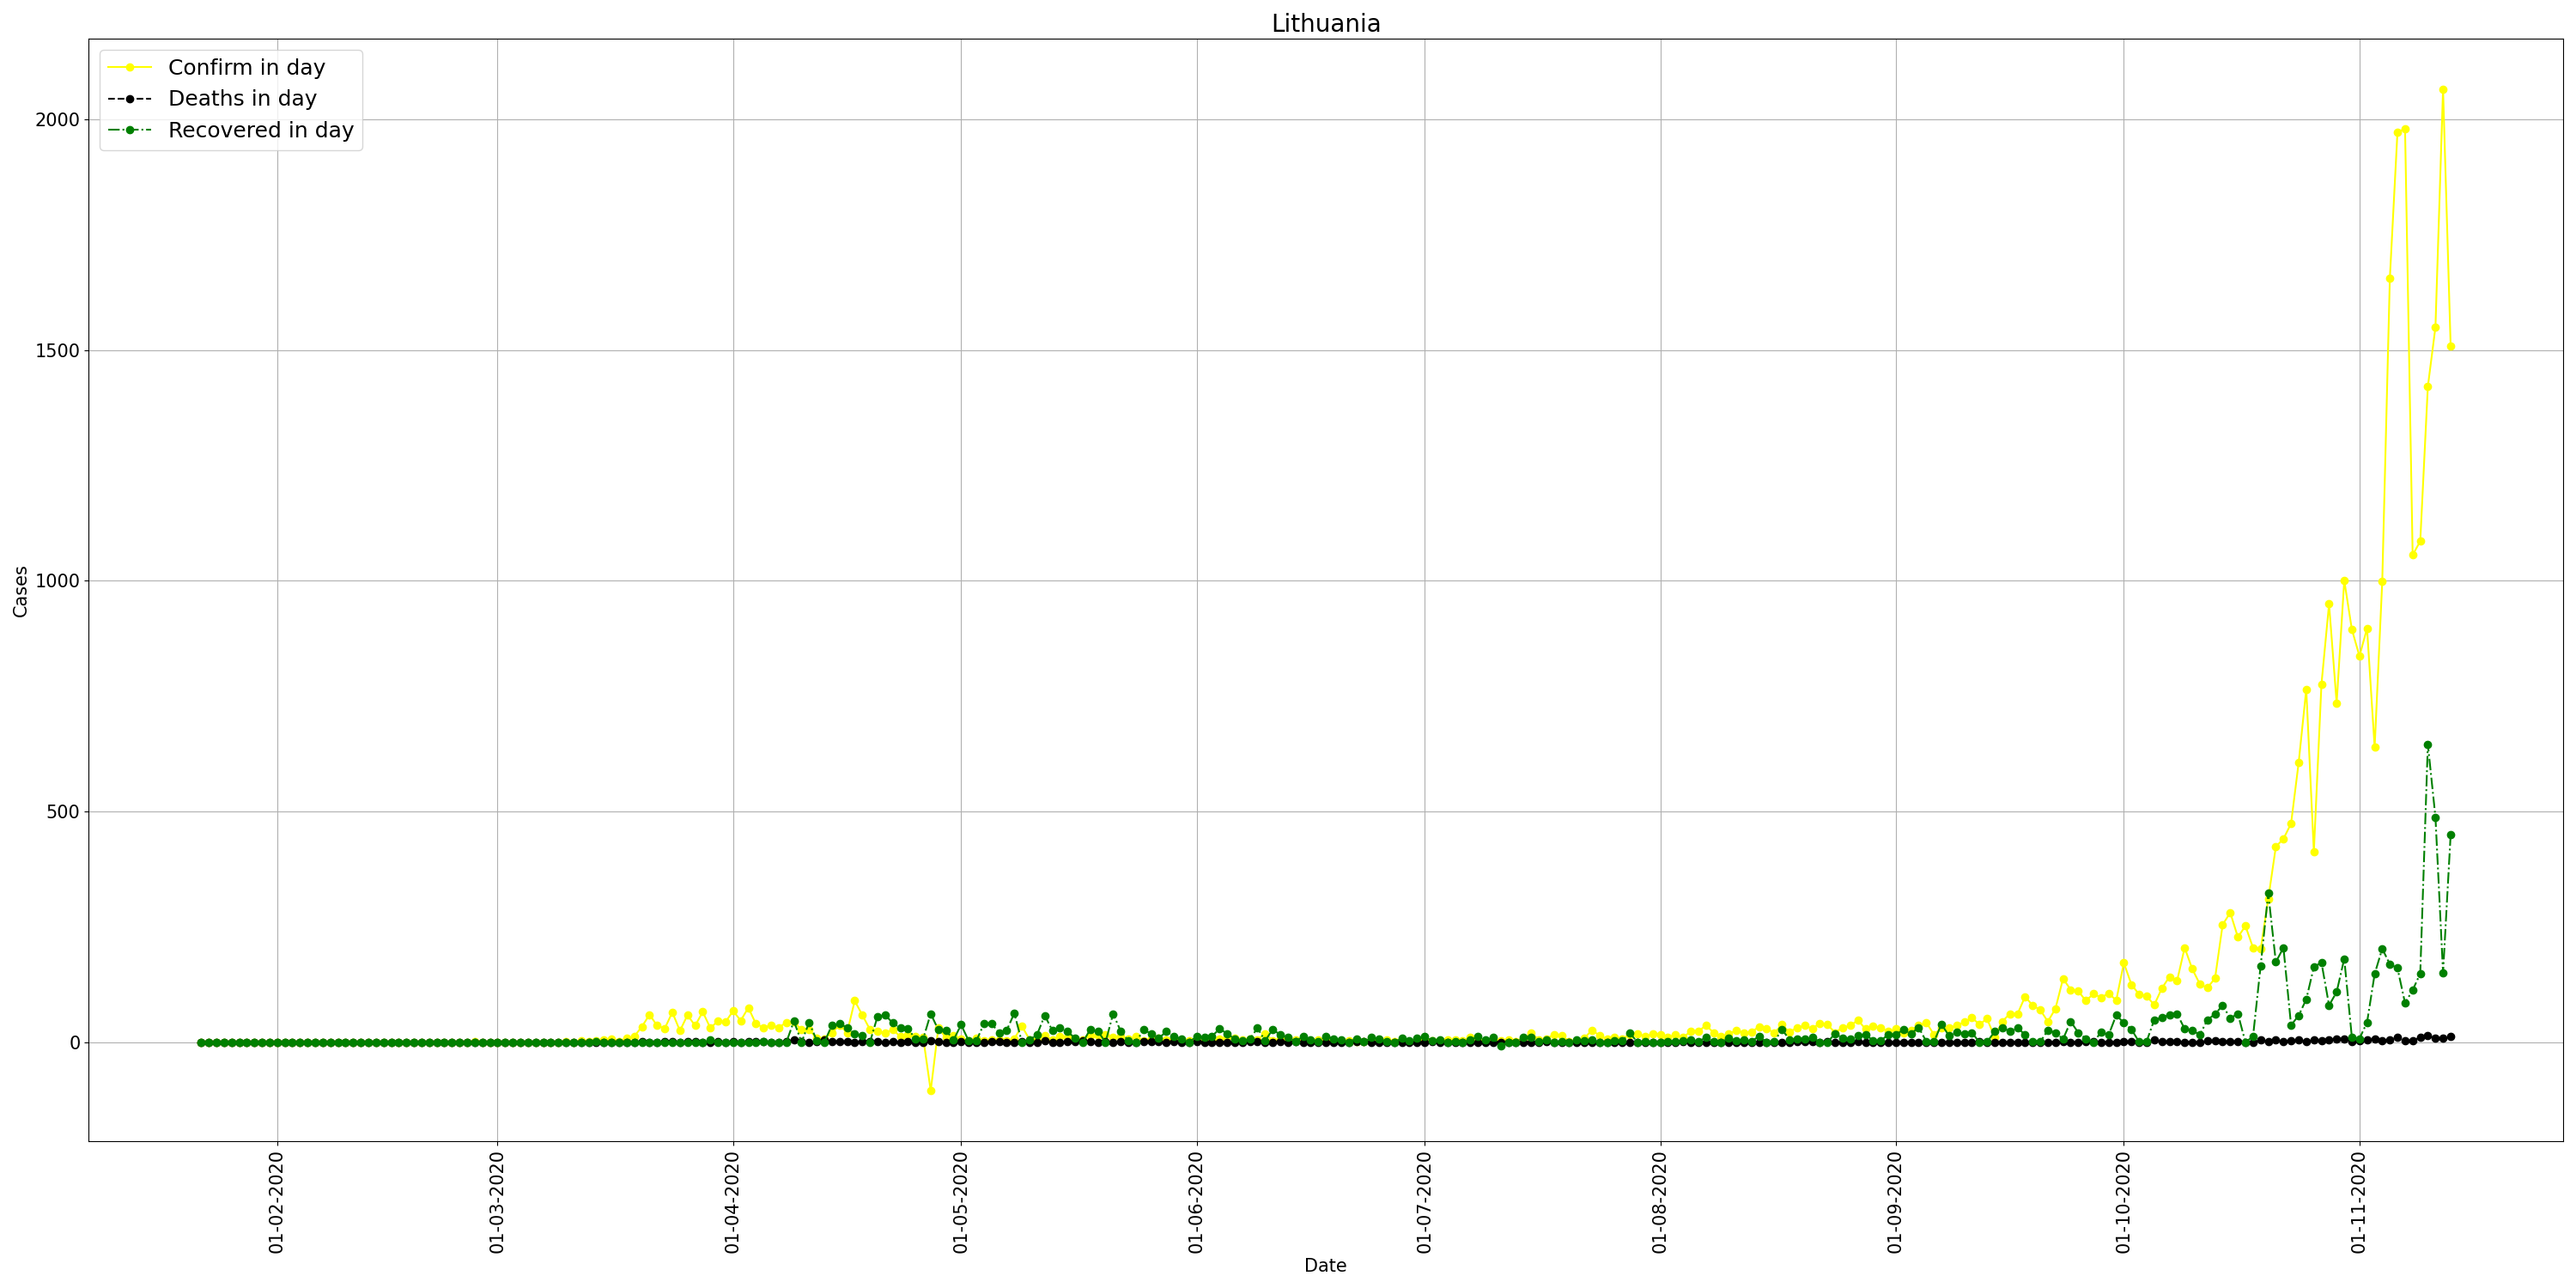 Lithuania
Confirm in day
Deaths in day
Recovered in day
2000
1500
1000
500
0
Cases
01-02-2020
01-03-2020
01-04-2020
01-05-2020
01-06-2020
01-07-2020
01-08-2020
01-09-2020
01-10-2020
01-11-2020
Date